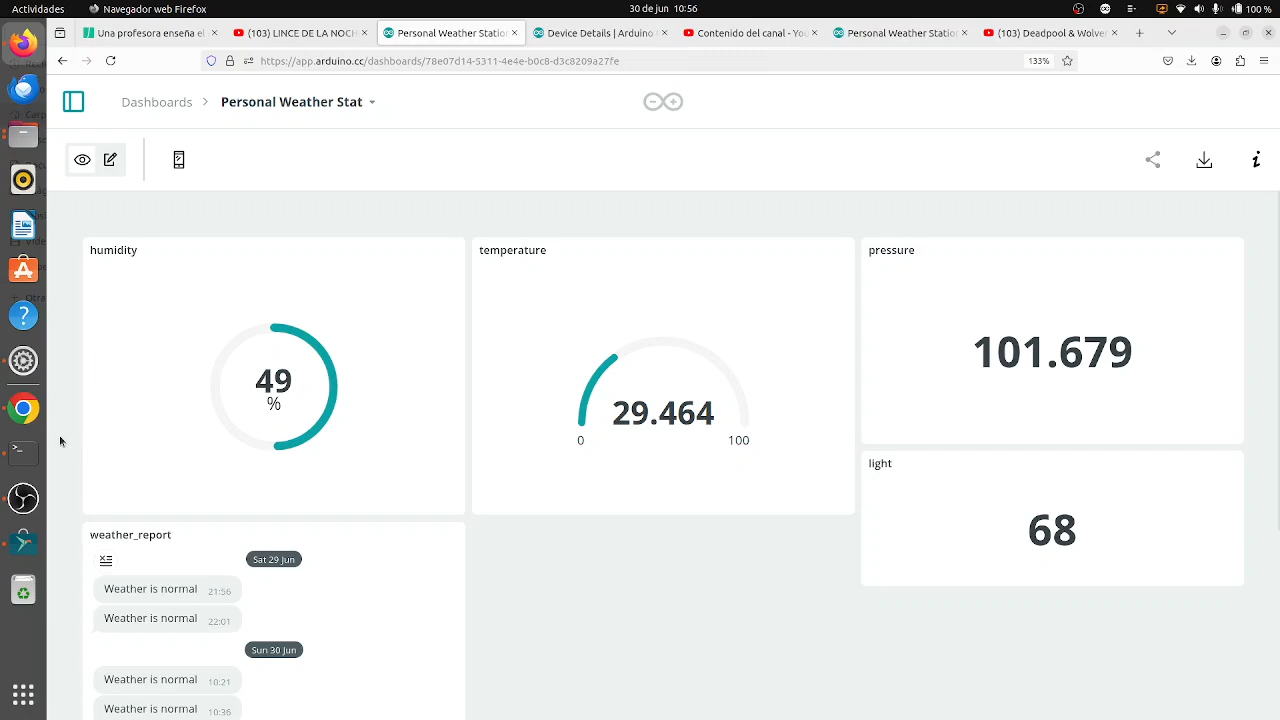 Actividades
Navegador web Firefox
30 de jun 10:56
100 %
Una profesora enseña el
(103) LINCE DE LA NOCH
Personal Weather Station
Device Details | Arduino
Contenido del canal - You
Personal Weather Station
(103) Deadpool & Wolver
https://app.arduino.cc/dashboards/78e07d14-5311-4e4e-b0c8-d3c8209a27fe
133%
Dashboards > Personal Weather Stat
humidity
49
%
temperature
29.464
0
100
pressure
101.679
light
68
weather_report
Sat 29 Jun
Weather is normal 21:56
Weather is normal 22:01
Sun 30 Jun
Weather is normal 10:21
Weather is normal 10:36